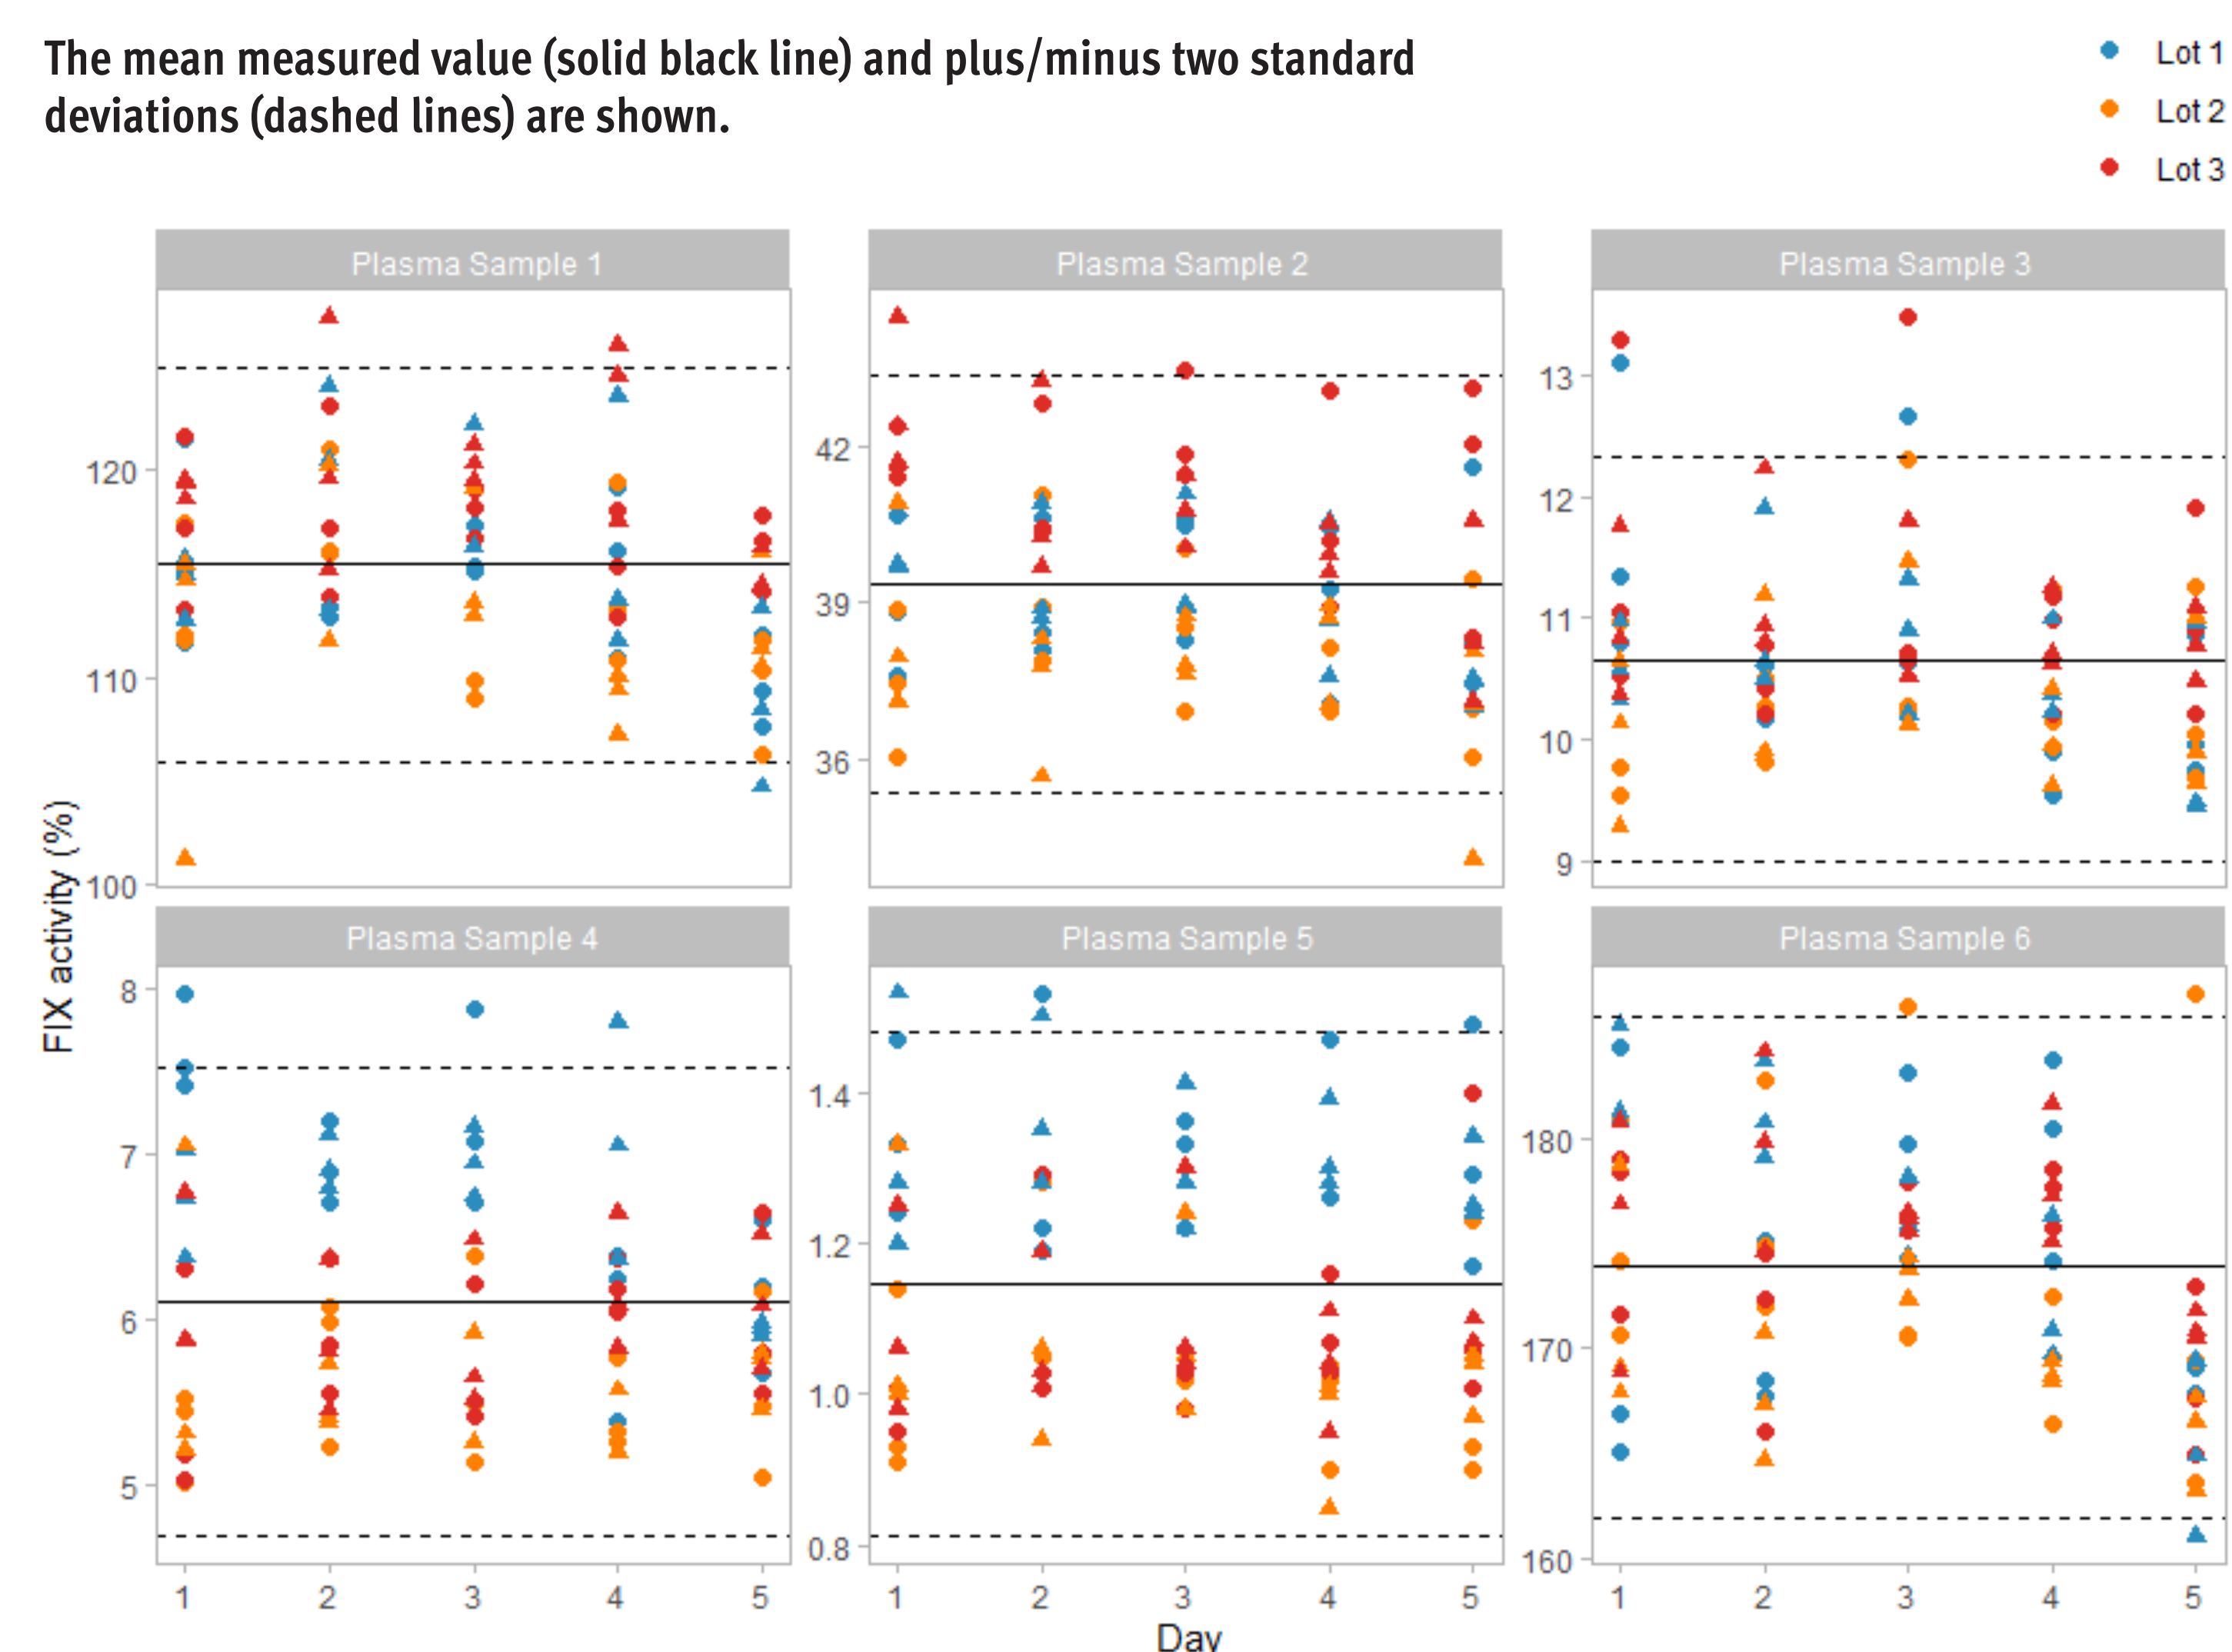 The mean measured value (solid black line) and plus/minus two standard
deviations (dashed lines) are shown.
Lot 1
Lot 2
Lot 3
Plasma Sample 1
Plasma Sample 2
Plasma Sample 3
120
110
100
42
39
36
13
12
11
10
9
FIX activity (%)
Plasma Sample 4
Plasma Sample 5
Plasma Sample 6
8
7
6
5
1.4
1.2
1.0
0.8
180
170
160
1 2 3 4 5
1 2 3 4 5
1 2 3 4 5
Day